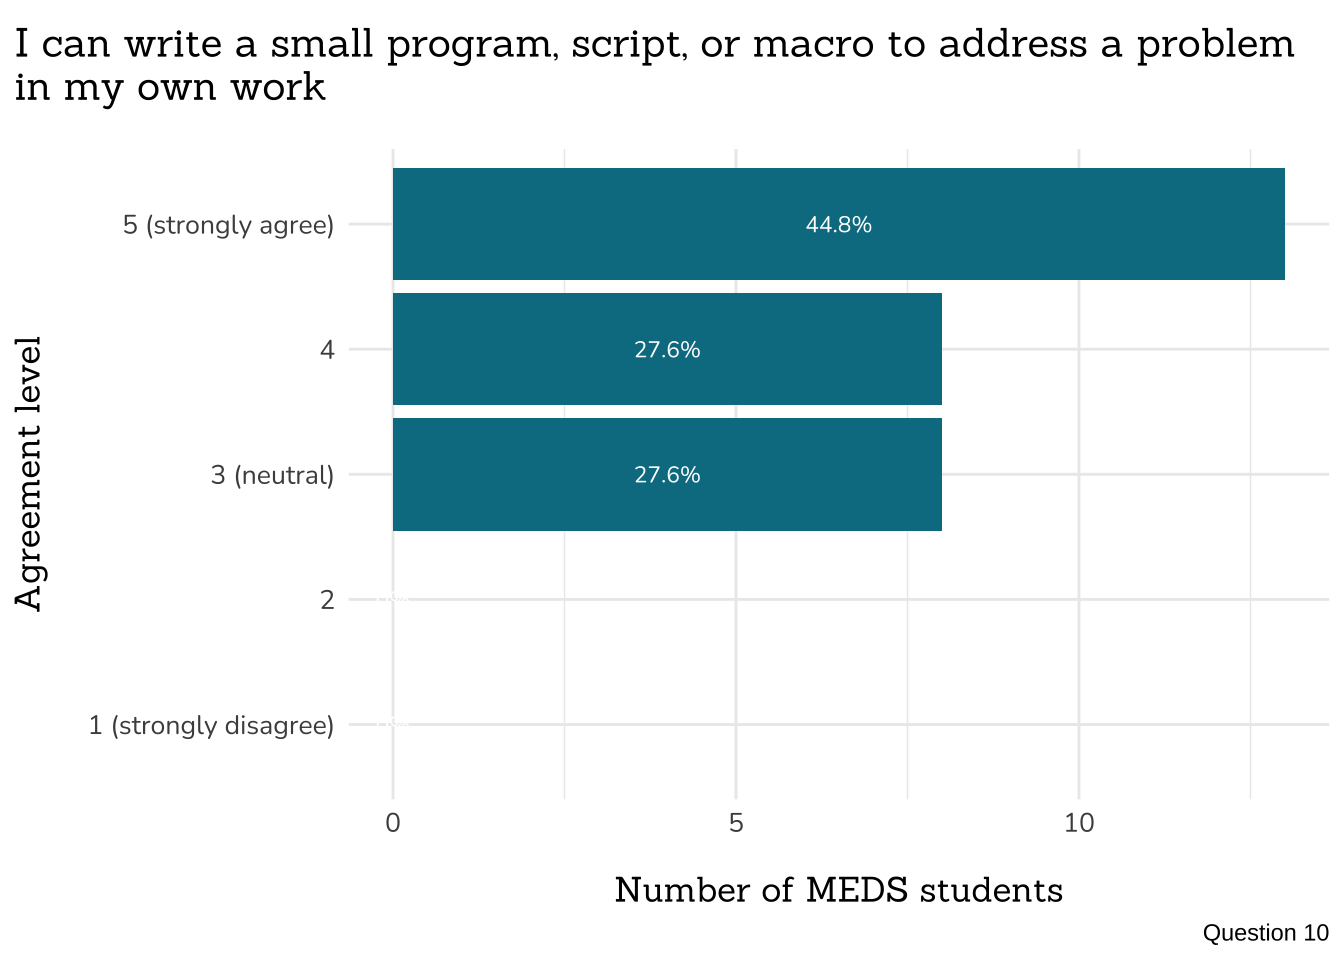 I can write a small program, script, or macro to address a problem
in my own work
5 (strongly agree)
44.8%
4
27.6%
3 (neutral)
27.6%
2
1 (strongly disagree)
Agreement level
0 5 10
Number of MEDS students
Question 10